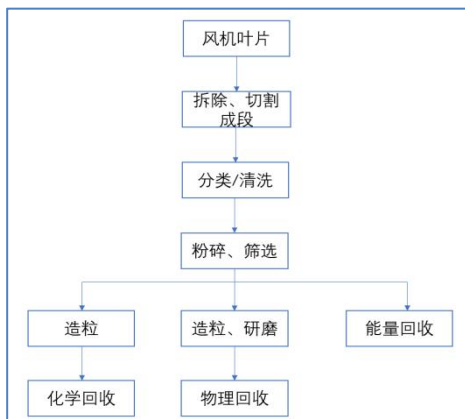 风机叶片
拆除、切割
成段
分类/清洗
粉碎、筛选
造粒
造粒、研磨
能量回收
化学回收
物理回收